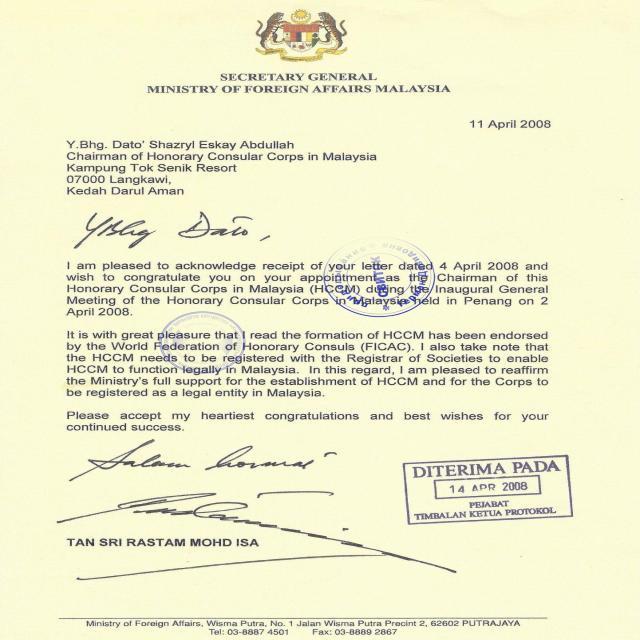 SECRETARY GENERAL
MINISTRY OF FOREIGN AFFAIRS MALAYSIA
11 April 2008
Y.Bhg. Dato' Shazryl Eskay Abdullah
Chairman of Honorary Consular Corps in Malaysia
Kampung Tok Senik Resort
07000 Langkawi,
Kedah Darul Aman
YBhg Dato,
I am pleased to acknowledge receipt of your letter dated 4 April 2008 and
wish to congratulate you on your appointment as the Chairman of this
Honorary Consular Corps in Malaysia (HCCM) during the Inaugural General
Meeting of the Honorary Consular Corps in Malaysia held in Penang on 2
April 2008.
It is with great pleasure that I read the formation of HCCM has been endorsed
by the World Federation of Honorary Consuls (FICAC). I also take note that
the HCCM needs to be registered with the Registrar of Societies to enable
HCCM to function legally in Malaysia. In this regard, I am pleased to reaffirm
the Ministry's full support for the establishment of HCCM and for the Corps to
be registered as a legal entity in Malaysia.
Please accept my heartiest congratulations and best wishes for your
continued success.
Salam hormat
DITERIMA PADA
14 APR 2008
PEJABAT
TIMBALAN KETUA PROTOKOL
TAN SRI RASTAM MOHD ISA
Ministry of Foreign Affairs, Wisma Putra, No. 1 Jalan Wisma Putra Precint 2, 62602 PUTRAJAYA
Tel: 03-8887 4501 Fax: 03-8889 2867